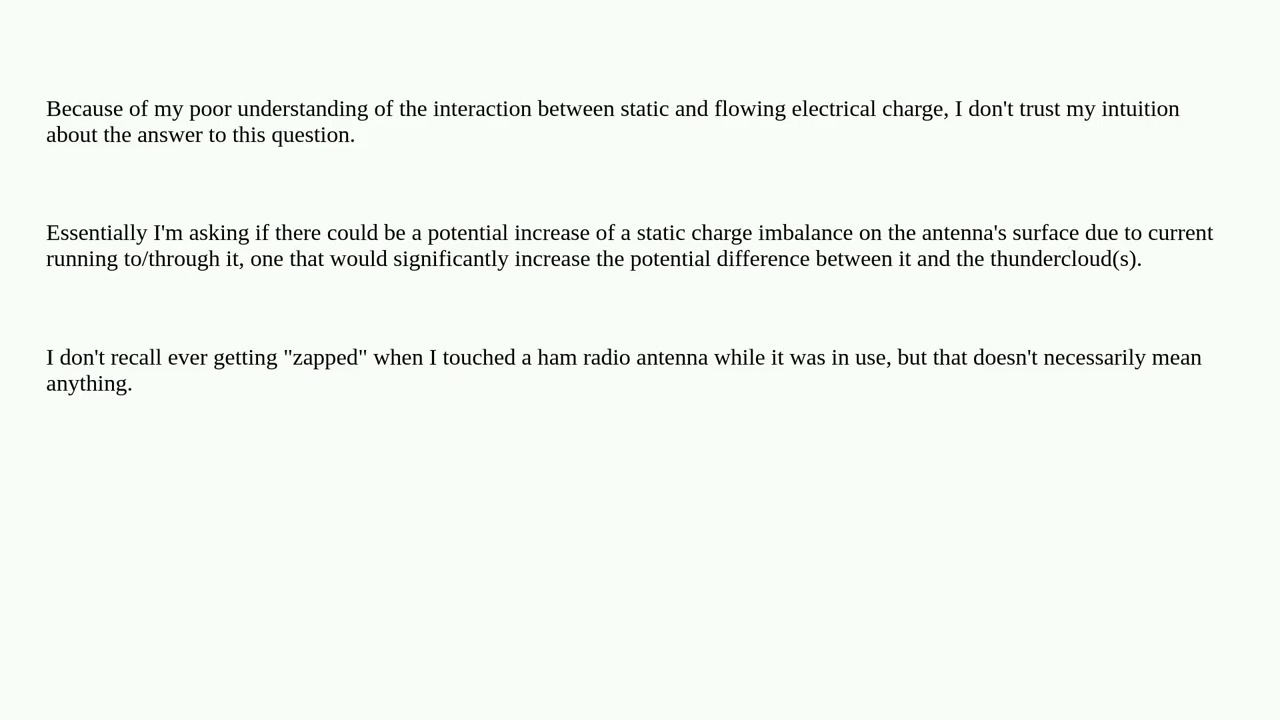 Because of my poor understanding of the interaction between static and flowing electrical charge, I don't trust my intuition
about the answer to this question.
Essentially I'm asking if there could be a potential increase of a static charge imbalance on the antenna's surface due to current
running to/through it, one that would significantly increase the potential difference between it and the thundercloud(s).
I don't recall ever getting "zapped" when I touched a ham radio antenna while it was in use, but that doesn't necessarily mean
anything.